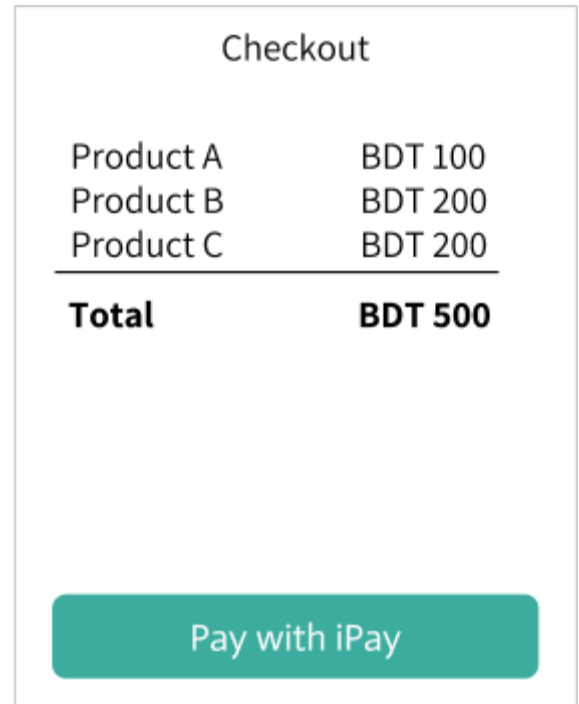 Checkout
Product A BDT 100
Product B BDT 200
Product C BDT 200
Total BDT 500
Pay with iPay